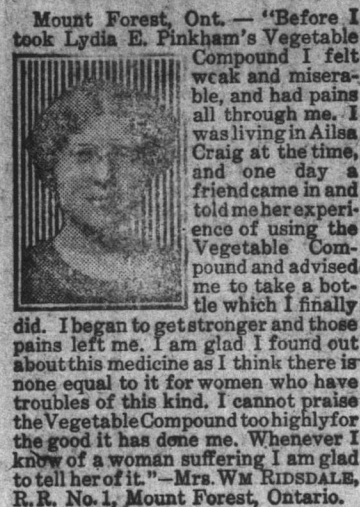 Mount Forest, Ont. — "Before I
took Lydia E. Pinkham's Vegetable
Compound I felt
weak and misera-
ble, and had pains
all through me. I
was living in Ailsa
Craig at the time,
and one day a
friend came in and
told me her experi-
ence of using the
Vegetable Com-
pound and advised
me to take a bot-
tle which I finally
did. I began to get stronger and those
pains left me. I am glad I found out
about this medicine as I think there is
none equal to it for women who have
troubles of this kind. I cannot praise
the Vegetable Compound too highly for
the good it has done me. Whenever I
know of a woman suffering I am glad
to tell her of it."—Mrs. WM RIDSDALE,
R.R. No. 1, Mount Forest, Ontario.